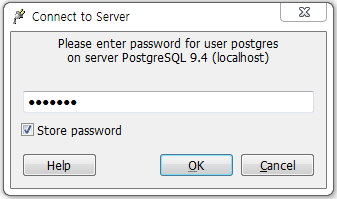 Connect to Server
Please enter password for user postgres
on server PostgreSQL 9.4 (localhost)
•••••••
Store password
Help OK Cancel